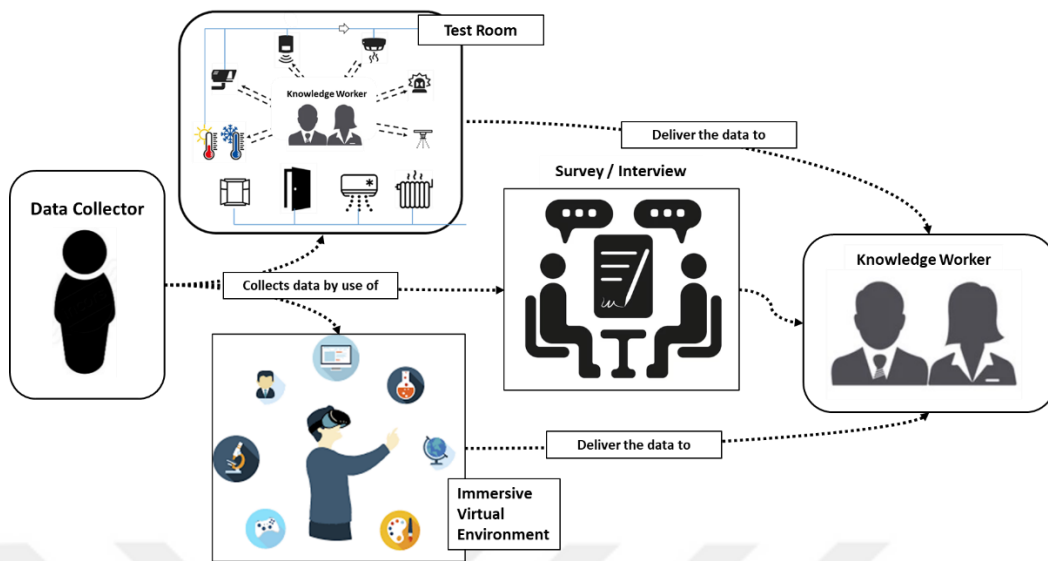 Test Room
Knowledge Worker
Deliver the data to
Survey / Interview
Data Collector
Knowledge Worker
Collects data by use of
Deliver the data to
Immersive
Virtual
Environment